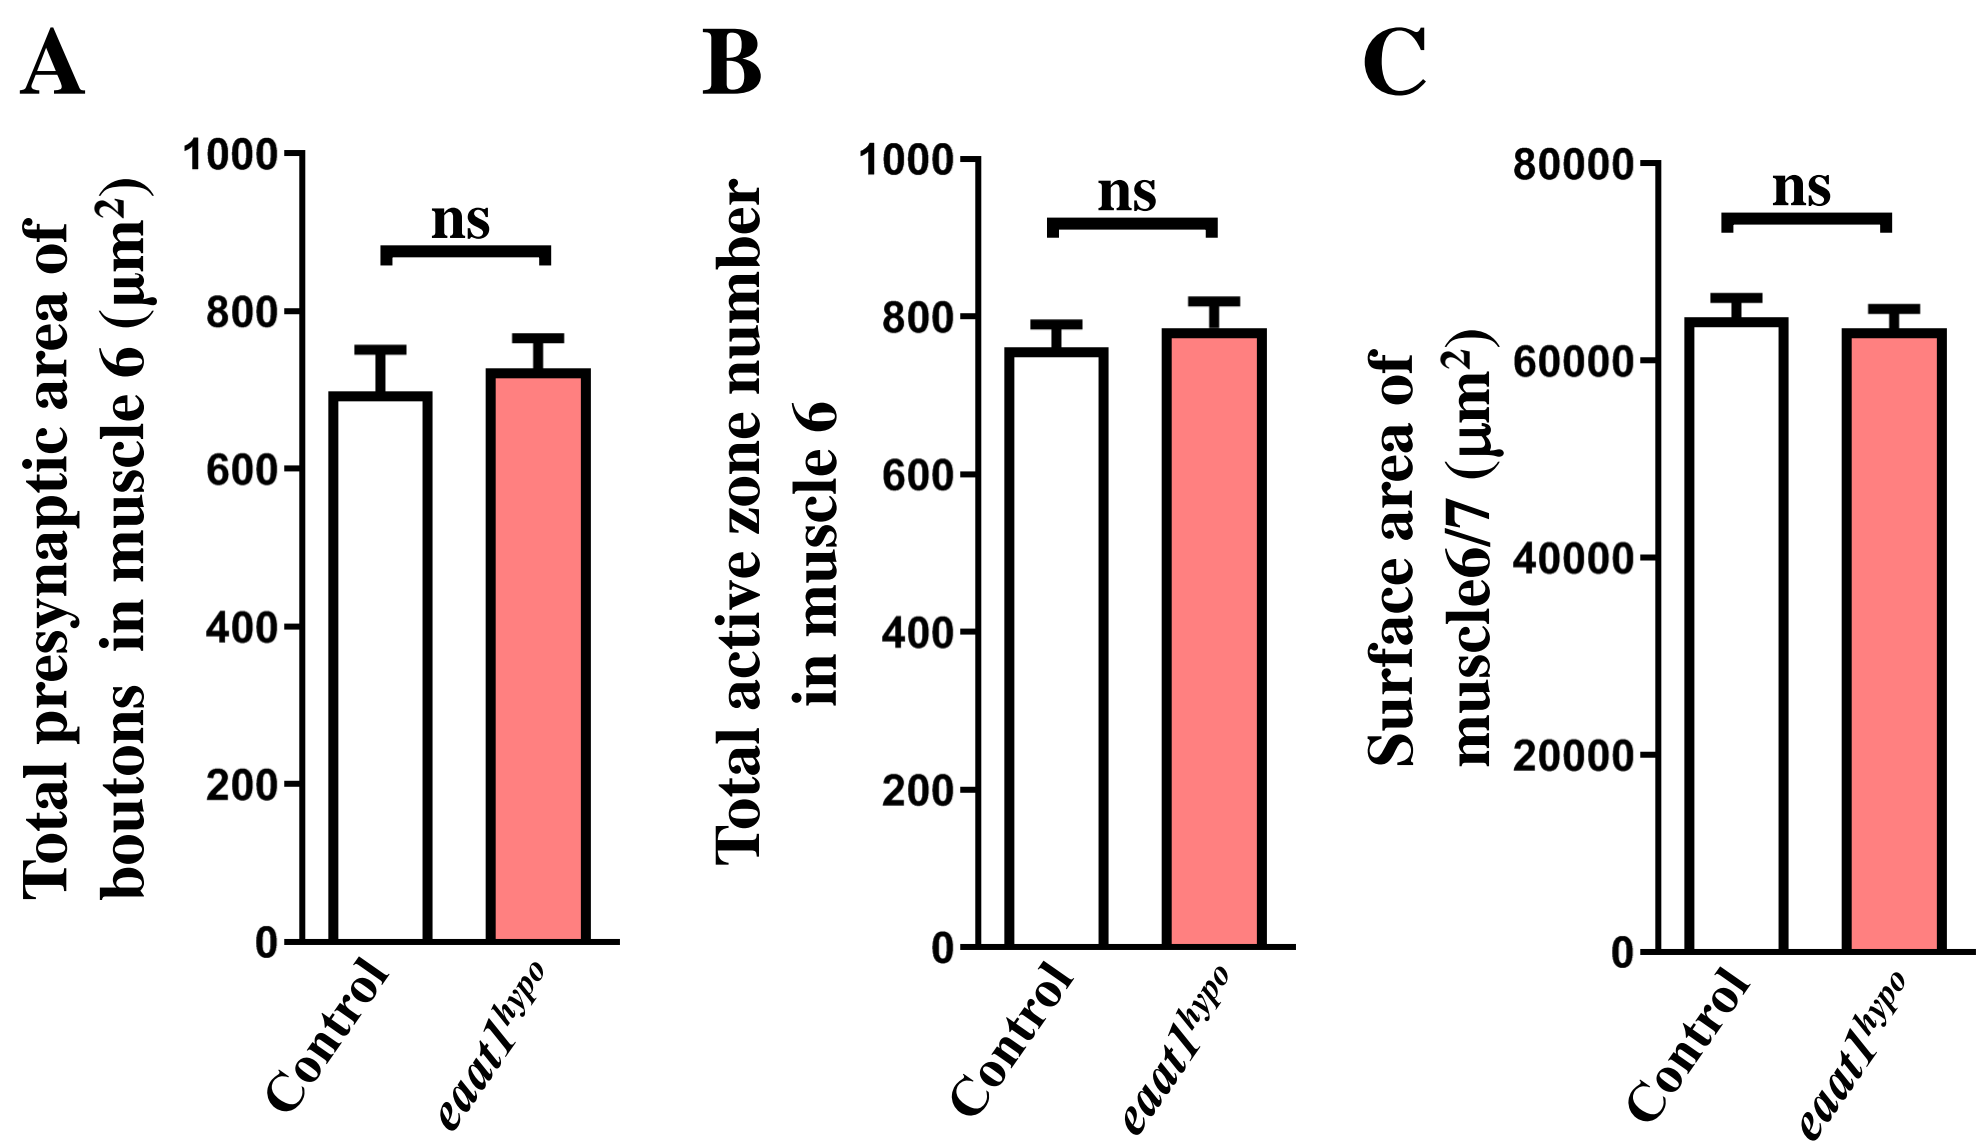 A
Total presynaptic area of
boutons in muscle 6 (μm²)
1000
800
600
400
200
0
ns
Control
eaat1hypo
B
Total active zone number
in muscle 6
1000
800
600
400
200
0
ns
Control
eaat1hypo
C
Surface area of
muscle6/7 (μm²)
80000
60000
40000
20000
0
ns
Control
eaat1hypo